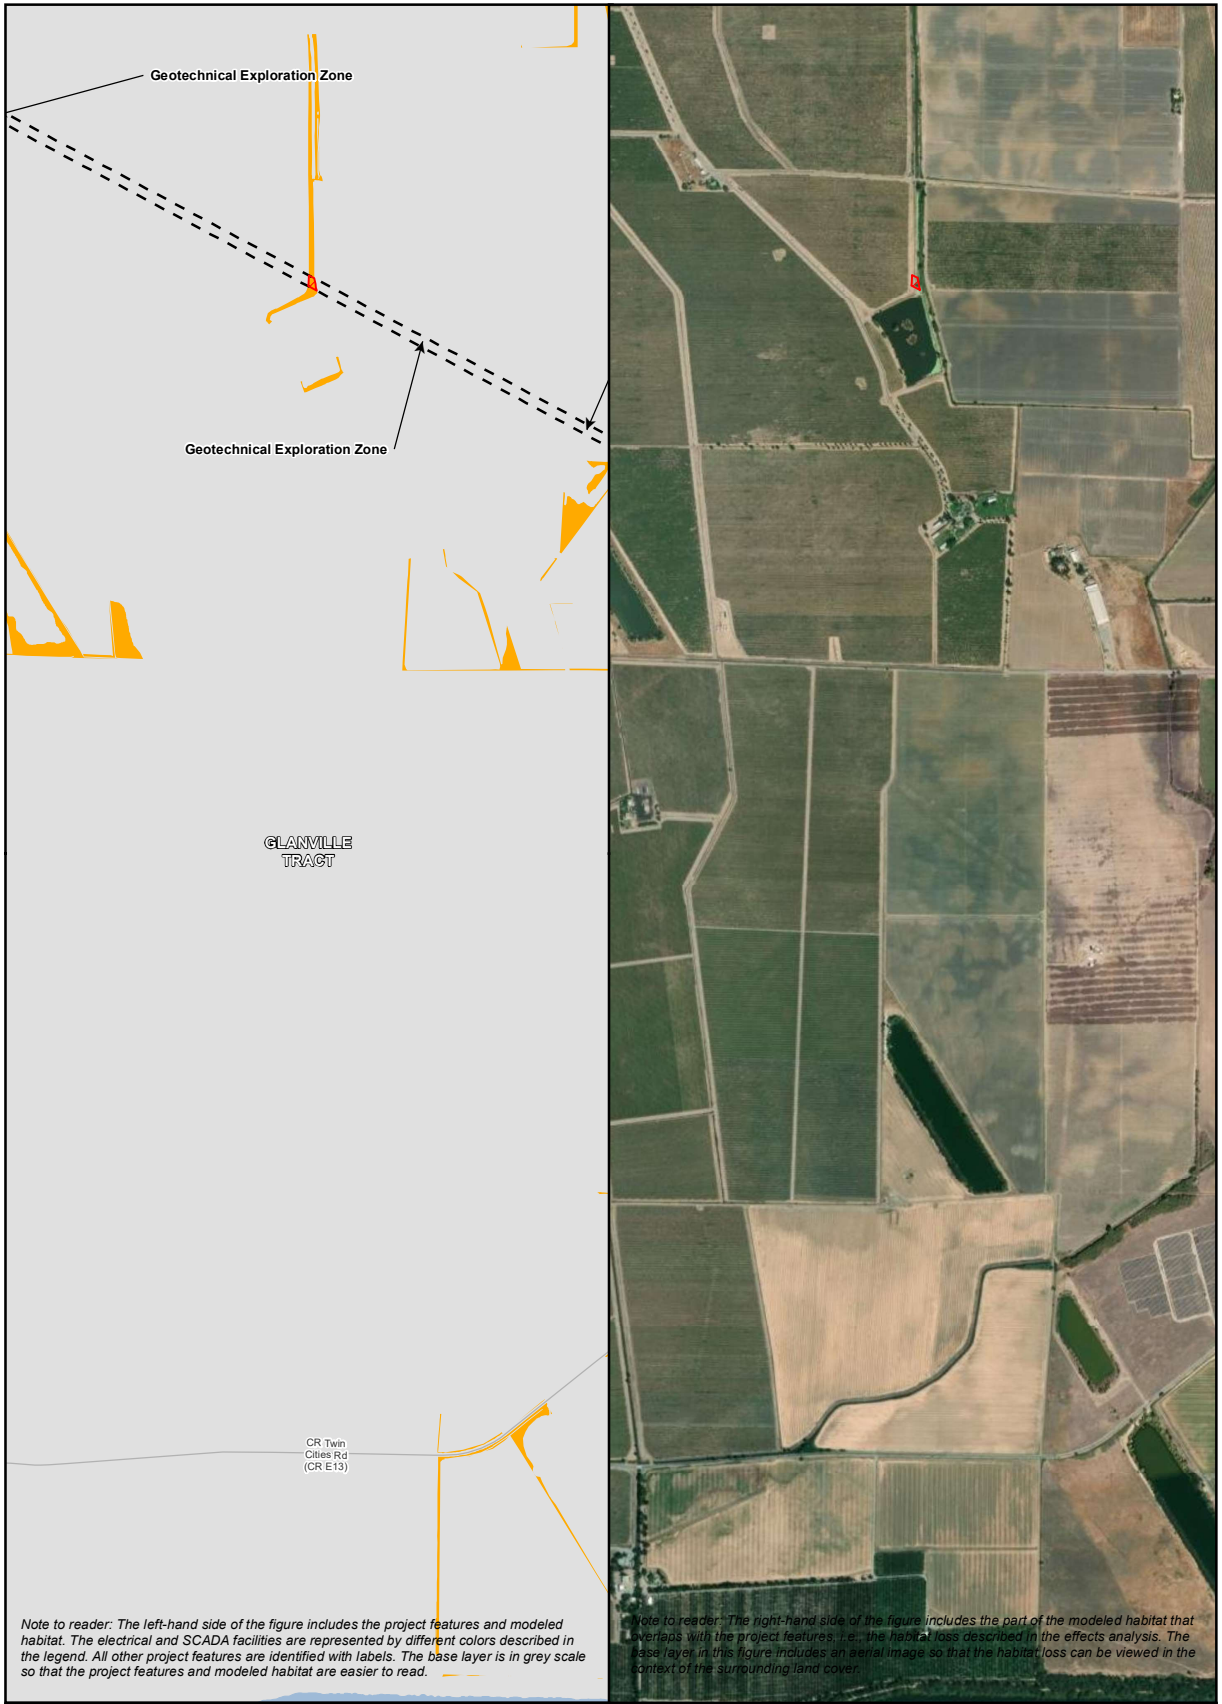 Geotechnical Exploration Zone
Geotechnical Exploration Zone
GLANVILLE
TRACT
CR Twin
Cities Rd
(CR E13)
Note to reader: The left-hand side of the figure includes the project features and modeled
habitat. The electrical and SCADA facilities are represented by different colors described in
the legend. All other project features are identified with labels. The base layer is in grey scale
so that the project features and modeled habitat are easier to read.
Note to reader: The right-hand side of the figure includes the part of the modeled habitat that
overlaps with the project features, i.e., the habitat loss described in the effects analysis. The
base layer in this figure includes an aerial image so that the habitat loss can be viewed in the
context of the surrounding land cover.